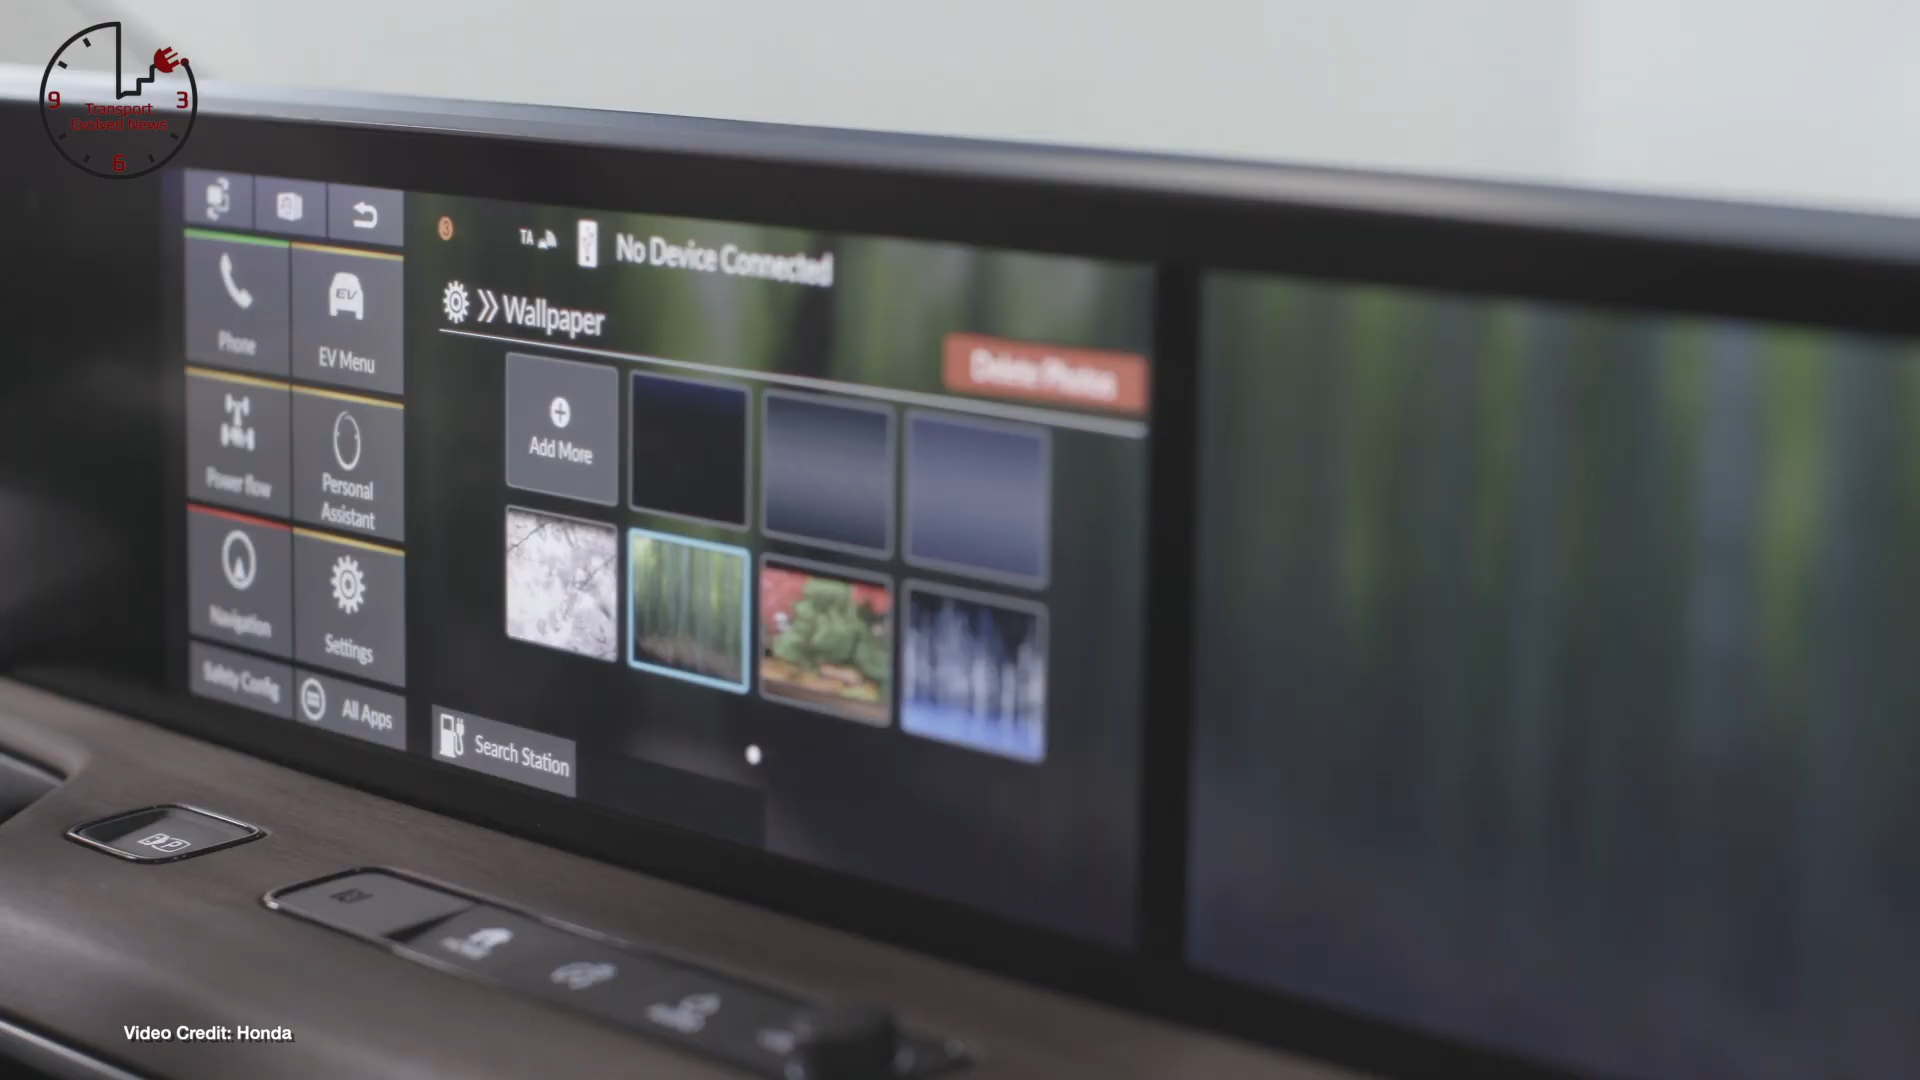 9
3
Transport
Evolved News
6
TA
No Device Connected
Wallpaper
Delete Photos
Phone
EV
EV Menu
Add More
Power flow
Personal
Assistant
Navigation
Settings
Safety Config
All Apps
Search Station
P
Video Credit: Honda